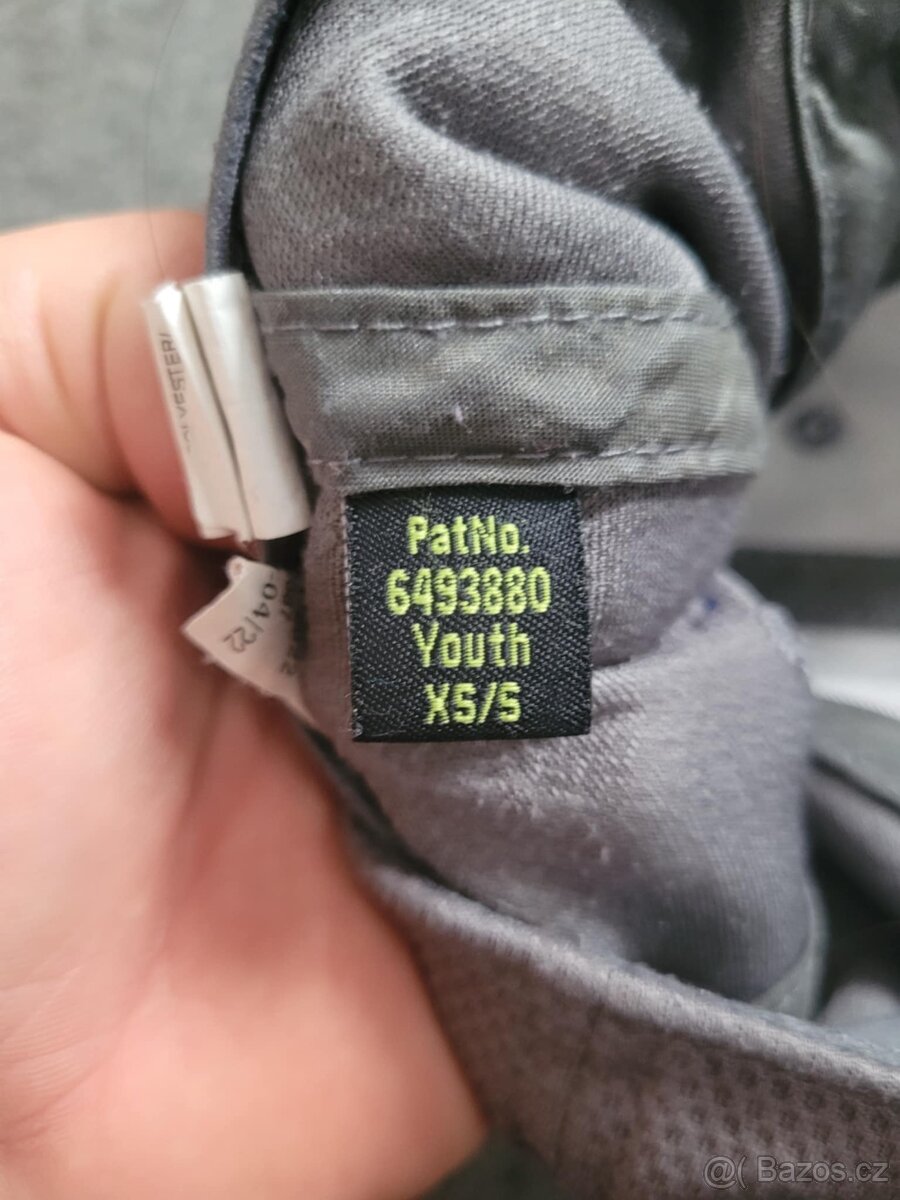 PatNo.
6493880
Youth
XS/S
04/22
@( Bazos.cz